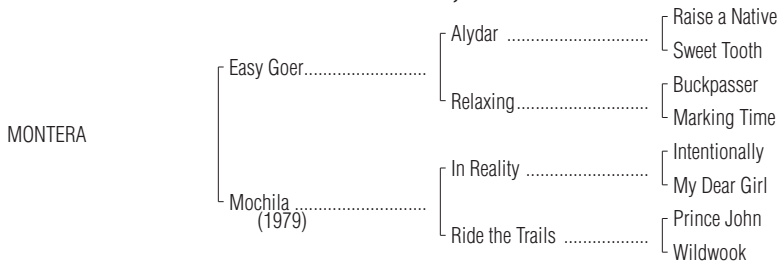 Raise a Native
Alydar ..........................................
Sweet Tooth
Easy Goer..........................
Buckpasser
Relaxing............................
Marking Time
MONTERA
Intentionally
In Reality ..........................
My Dear Girl
Mochila ............................
(1979)
Prince John
Ride the Trails ..................
Wildwook